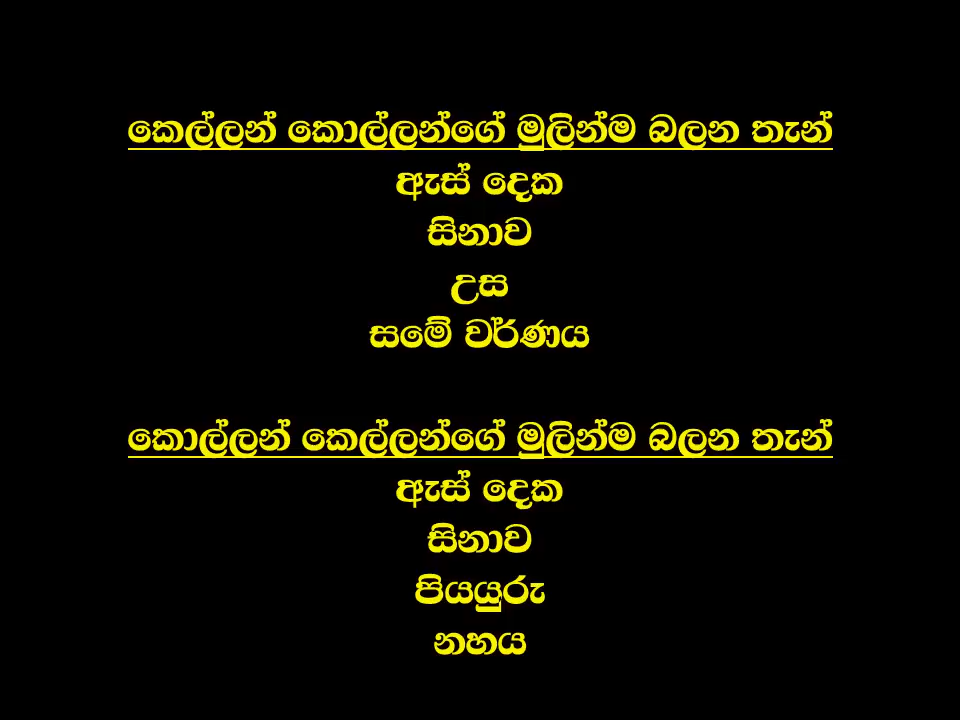 කෙල්ලන් කොල්ලන්ගේ මුලින්ම බලන තැන්
ඇස් දෙක
සිනාව
උස
සමේ වර්ණය
කොල්ලන් කෙල්ලන්ගේ මුලින්ම බලන තැන්
ඇස් දෙක
සිනාව
පියයුරු
නහය